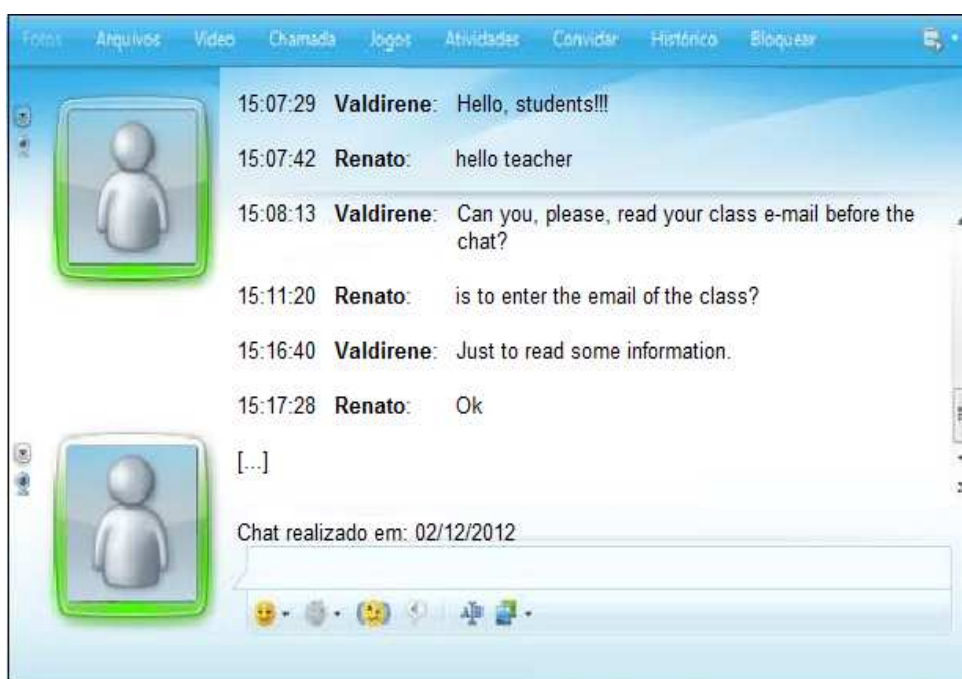 Fotos Arquivos Video Chamada Jogos Atividades Convidar Histórico Bloquear
15:07:29 Valdirene: Hello, students!!!
15:07:42 Renato: hello teacher
15:08:13 Valdirene: Can you, please, read your class e-mail before the
chat?
15:11:20 Renato: is to enter the email of the class?
15:16:40 Valdirene: Just to read some information.
15:17:28 Renato: Ok
[...]
Chat realizado em: 02/12/2012